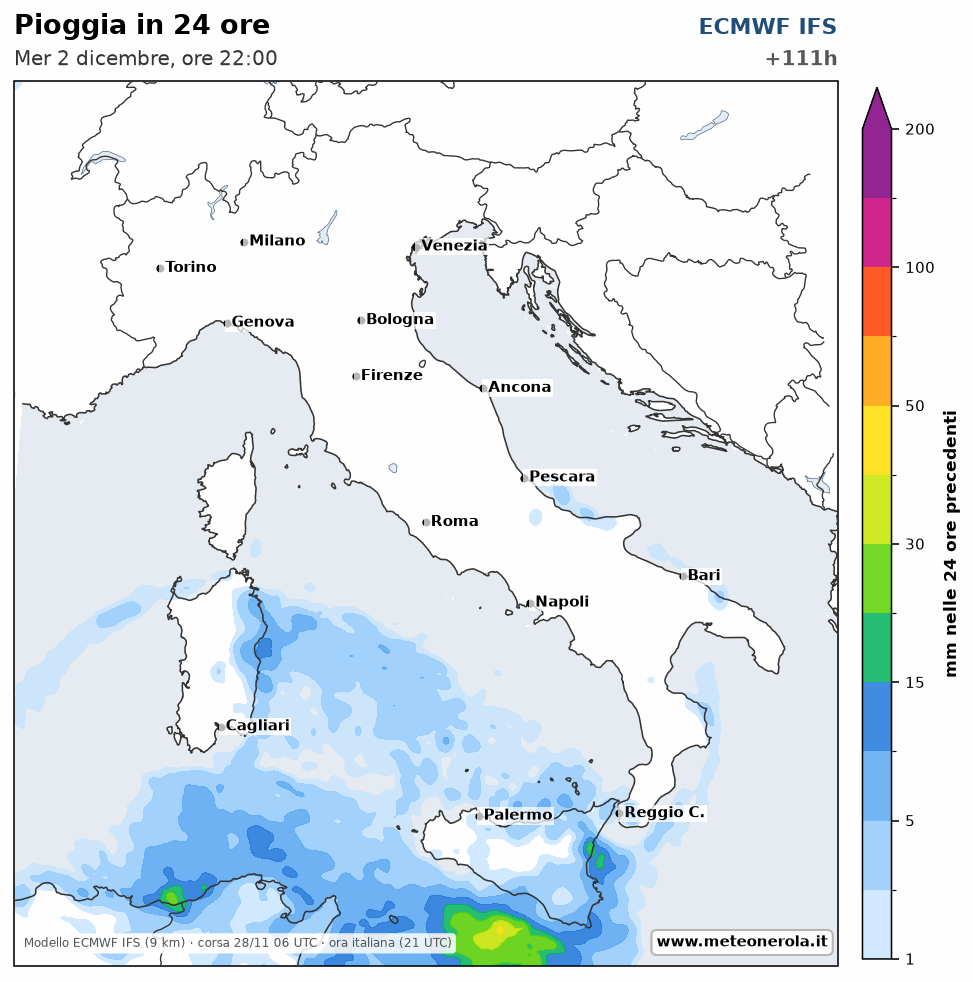 Pioggia in 24 ore
ECMWF IFS
Mer 2 dicembre, ore 22:00
+111h
200
100
50
30
15
5
1
mm nelle 24 ore precedenti
Milano
Venezia
Torino
Genova
Bologna
Firenze
Ancona
Pescara
Roma
Bari
Napoli
Cagliari
Palermo
Reggio C.
Modello ECMWF IFS (9 km) · corsa 28/11 06 UTC · ora italiana (21 UTC)
www.meteonerola.it